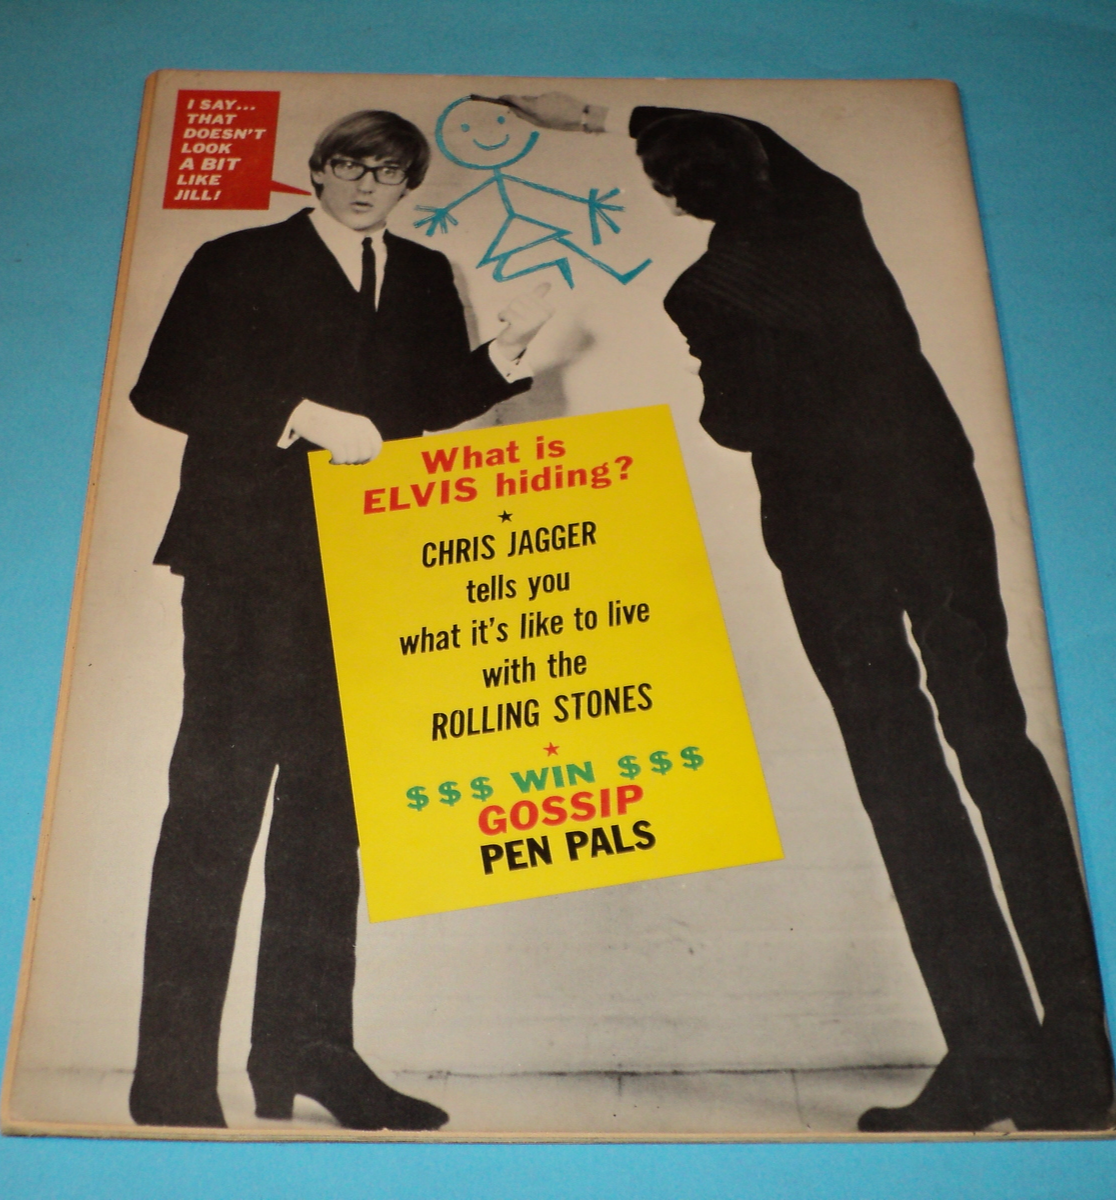 I SAY...
THAT
DOESN'T
LOOK
A BIT
LIKE
JILL!
What is
ELVIS hiding?
CHRIS JAGGER
tells you
what it's like to live
with the
ROLLING STONES
$ $ $ WIN $ $ $
GOSSIP
PEN PALS